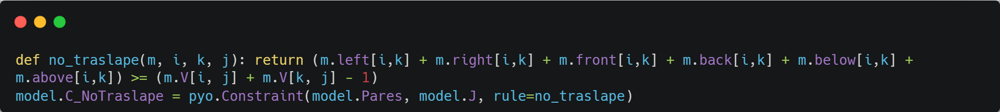 def no_traslape(m, i, k, j): return (m.left[i,k] + m.right[i,k] + m.front[i,k] + m.back[i,k] + m.below[i,k] +
m.above[i,k]) >= (m.V[i, j] + m.V[k, j] - 1)
model.C_NoTraslape = pyo.Constraint(model.Pares, model.J, rule=no_traslape)